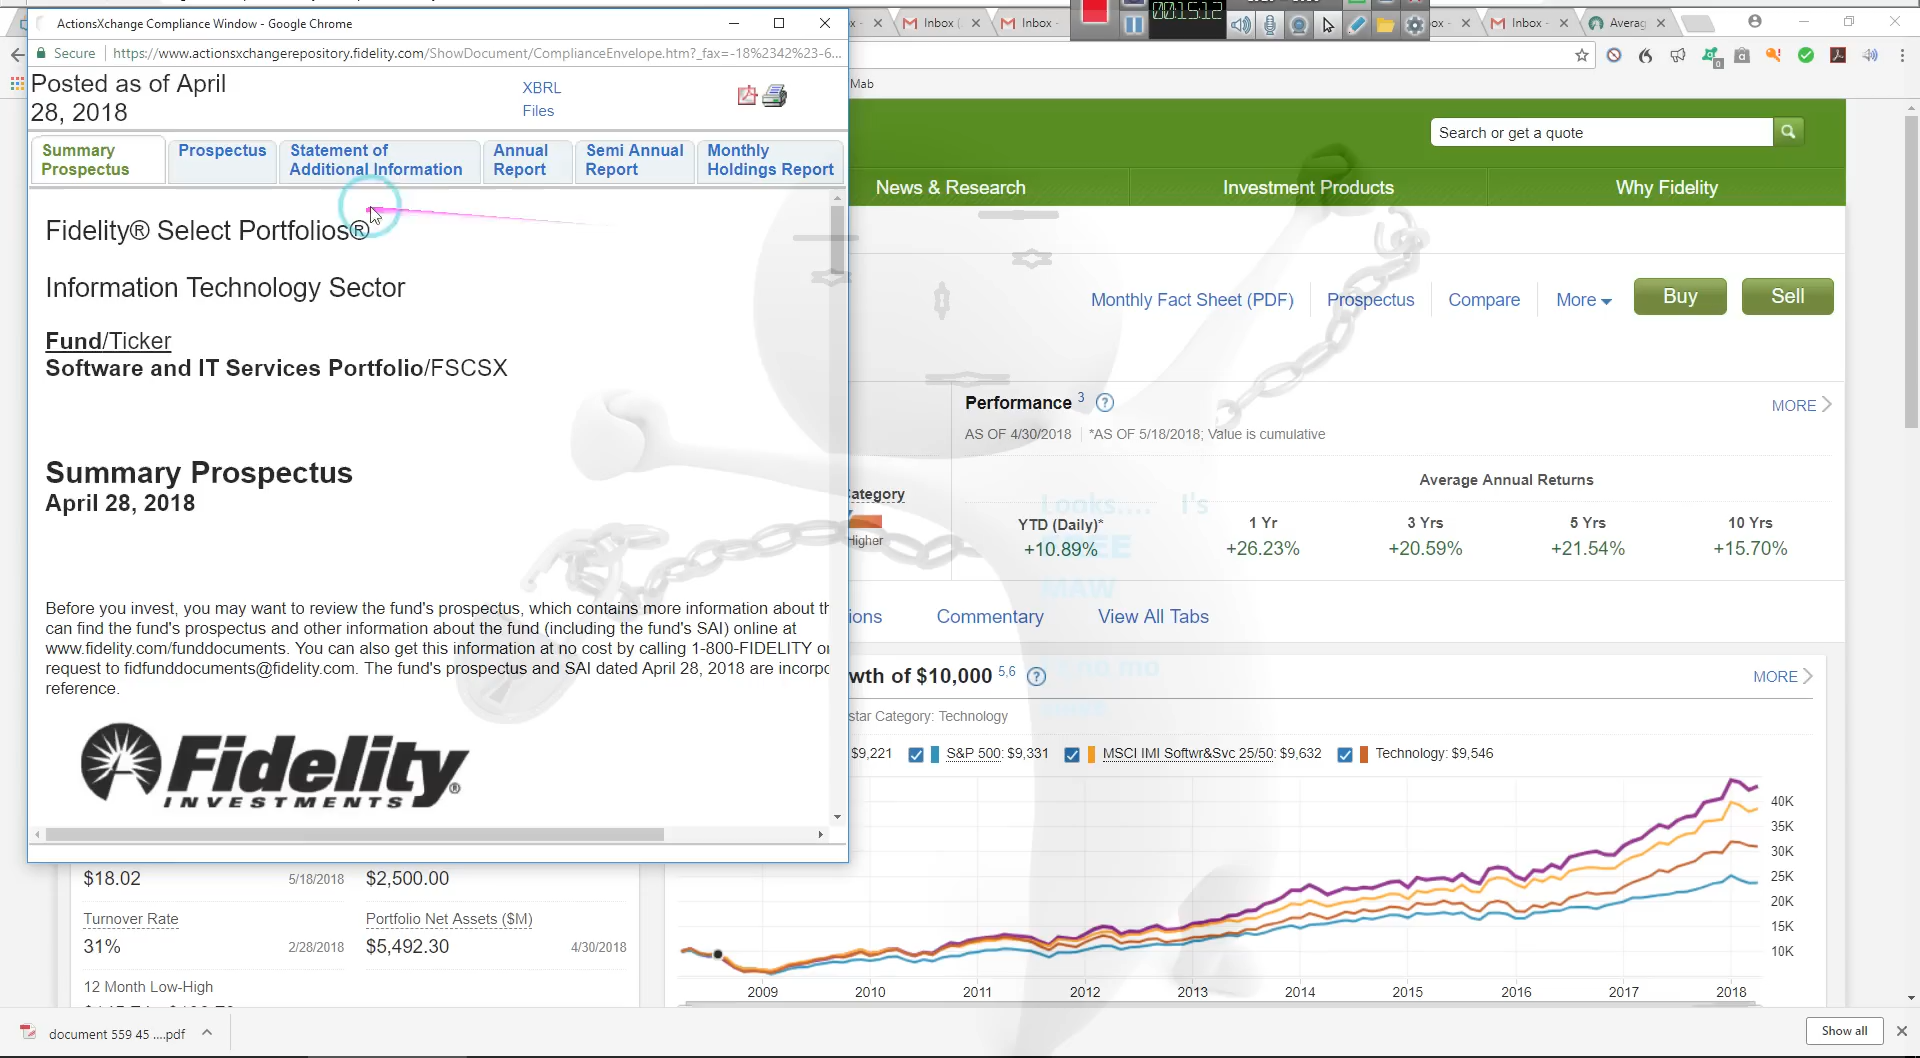 ActionsXchange Compliance Window - Google Chrome
Inbox (
Inbox -
00:15:12
Inbox -
Averag
Secure
https://www.actionsxchangerepository.fidelity.com/ShowDocument/ComplianceEnvelope.htm?_fax=-18%2342%23-6...
Posted as of April
28, 2018
XBRL
Files
Mab
Summary
Prospectus
Prospectus
Statement of
Additional Information
Annual
Report
Semi Annual
Report
Monthly
Holdings Report
Search or get a quote
News & Research
Investment Products
Why Fidelity
Fidelity® Select Portfolios®
Information Technology Sector
Fund/Ticker
Software and IT Services Portfolio/FSCSX
Summary Prospectus
April 28, 2018
Before you invest, you may want to review the fund's prospectus, which contains more information about th
can find the fund's prospectus and other information about the fund (including the fund's SAI) online at
www.fidelity.com/funddocuments. You can also get this information at no cost by calling 1-800-FIDELITY or
request to fidfunddocuments@fidelity.com. The fund's prospectus and SAI dated April 28, 2018 are incorpo
reference.
Fidelity®
INVESTMENTS
Monthly Fact Sheet (PDF)
Prospectus
Compare
More
Buy
Sell
Performance 3 ?
MORE
AS OF 4/30/2018
*AS OF 5/18/2018; Value is cumulative
ategory
Higher
Average Annual Returns
YTD (Daily)* 1 Yr 3 Yrs 5 Yrs 10 Yrs
+10.89% +26.23% +20.59% +21.54% +15.70%
Looks.... I's
FREE
MAW
no mo
ions
Commentary
View All Tabs
wth of $10,000 5,6 ?
MORE
star Category: Technology
$9,221
S&P 500: $9,331
MSCI IMI Softwr&Svc 25/50: $9,632
Technology: $9,546
40K
35K
30K
25K
20K
15K
10K
2009 2010 2011 2012 2013 2014 2015 2016 2017 2018
$18.02 5/18/2018 $2,500.00
Turnover Rate
Portfolio Net Assets ($M)
31% 2/28/2018 $5,492.30 4/30/2018
12 Month Low-High
document 559 45 ....pdf
Show all